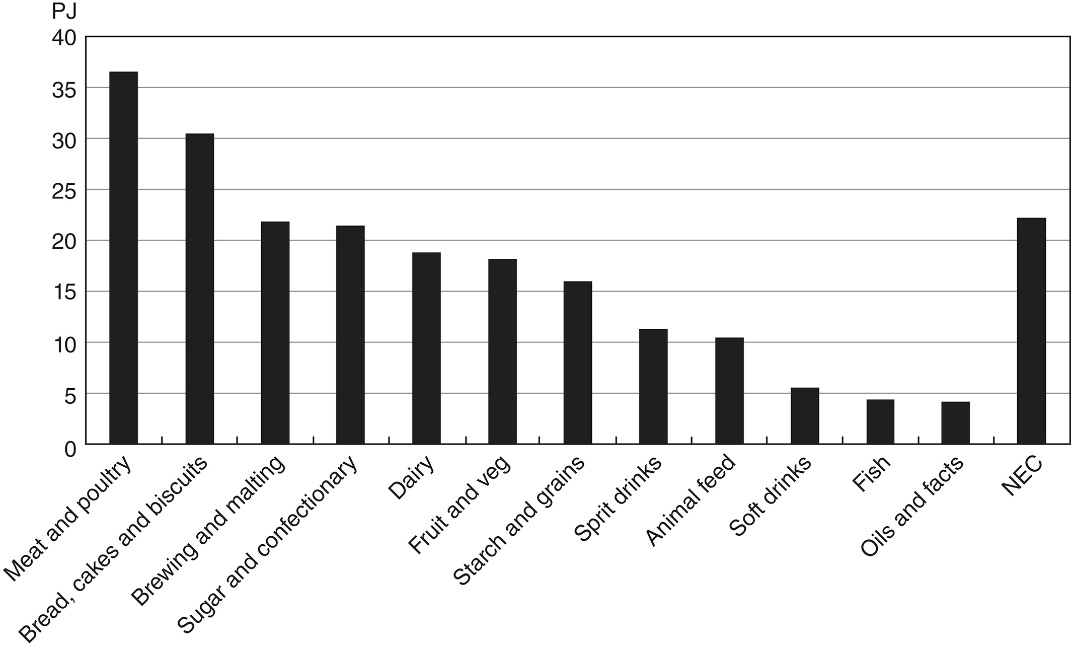 PJ
40
35
30
25
20
15
10
5
0
Meat and poultry
Bread, cakes and biscuits
Brewing and malting
Sugar and confectionary
Dairy
Fruit and veg
Starch and grains
Sprit drinks
Animal feed
Soft drinks
Fish
Oils and facts
NEC